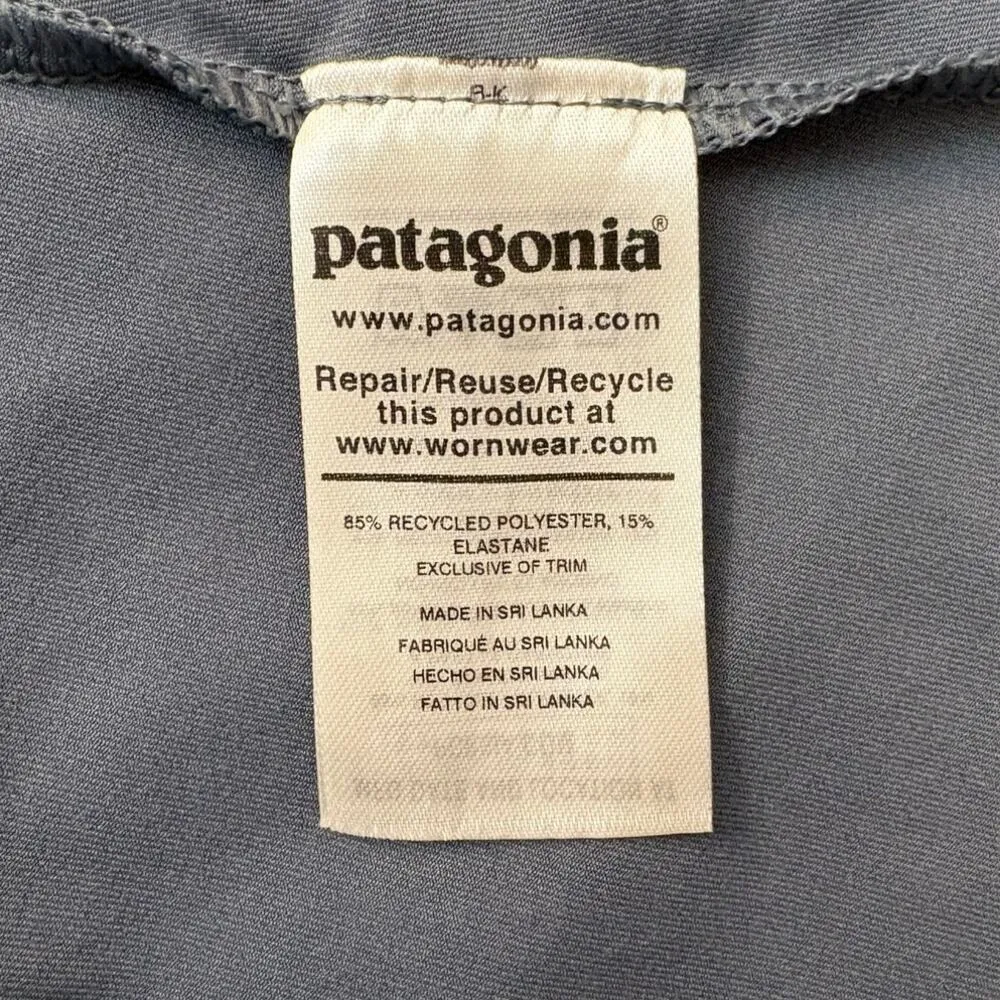 patagonia®
www.patagonia.com
Repair/Reuse/Recycle
this product at
www.wornwear.com
85% RECYCLED POLYESTER, 15%
ELASTANE
EXCLUSIVE OF TRIM
MADE IN SRI LANKA
FABRIQUÉ AU SRI LANKA
HECHO EN SRI LANKA
FATTO IN SRI LANKA